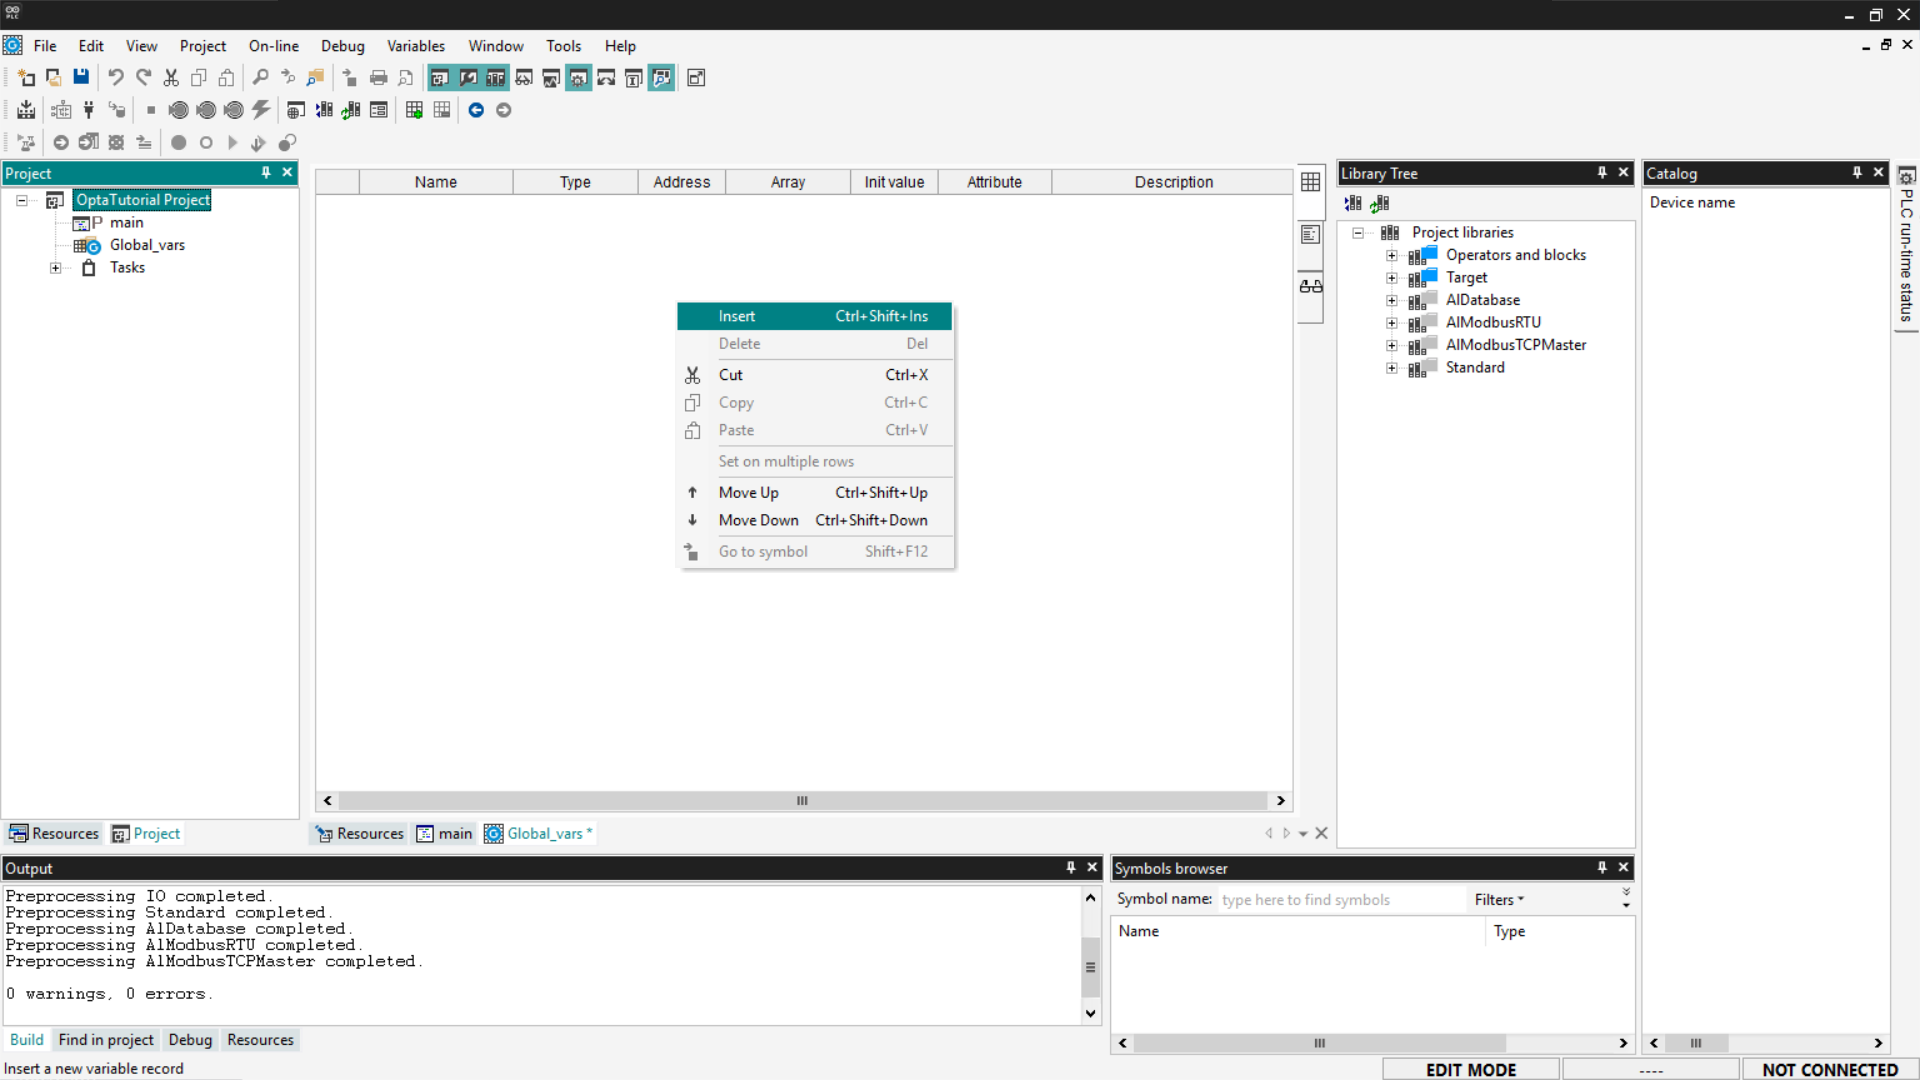 PLC
File Edit View Project On-line Debug Variables Window Tools Help
Project
OptaTutorial Project
main
Global_vars
Tasks
Resources Project
Name Type Address Array Init value Attribute Description
Insert Ctrl+Shift+Ins
Delete Del
Cut Ctrl+X
Copy Ctrl+C
Paste Ctrl+V
Set on multiple rows
Move Up Ctrl+Shift+Up
Move Down Ctrl+Shift+Down
Go to symbol Shift+F12
Resources main Global_vars *
Library Tree
Project libraries
Operators and blocks
Target
AlDatabase
AlModbusRTU
AlModbusTCPMaster
Standard
Catalog
Device name
PLC run-time status
Output
Preprocessing IO completed.
Preprocessing Standard completed.
Preprocessing AlDatabase completed.
Preprocessing AlModbusRTU completed.
Preprocessing AlModbusTCPMaster completed.
0 warnings, 0 errors.
Build Find in project Debug Resources
Symbols browser
Symbol name: type here to find symbols Filters
Name Type
Insert a new variable record
EDIT MODE ---- NOT CONNECTED